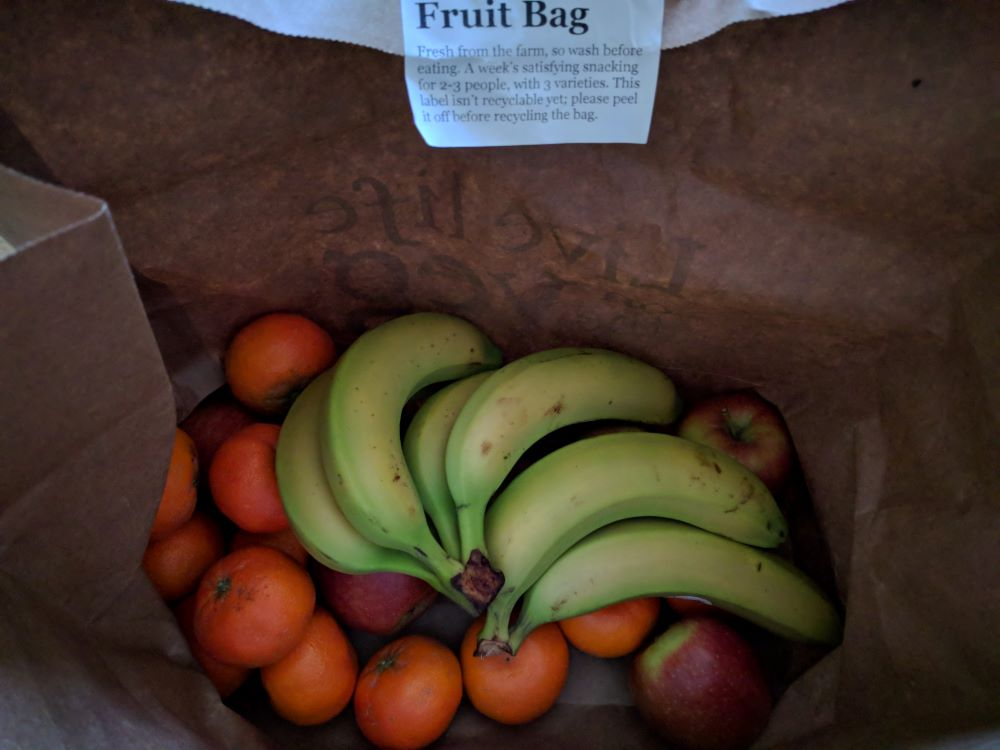 Fruit Bag
Fresh from the farm, so wash before
eating. A week's satisfying snacking
for 2-3 people, with 3 varieties. This
label isn't recyclable yet; please peel
it off before recycling the bag.
Live life